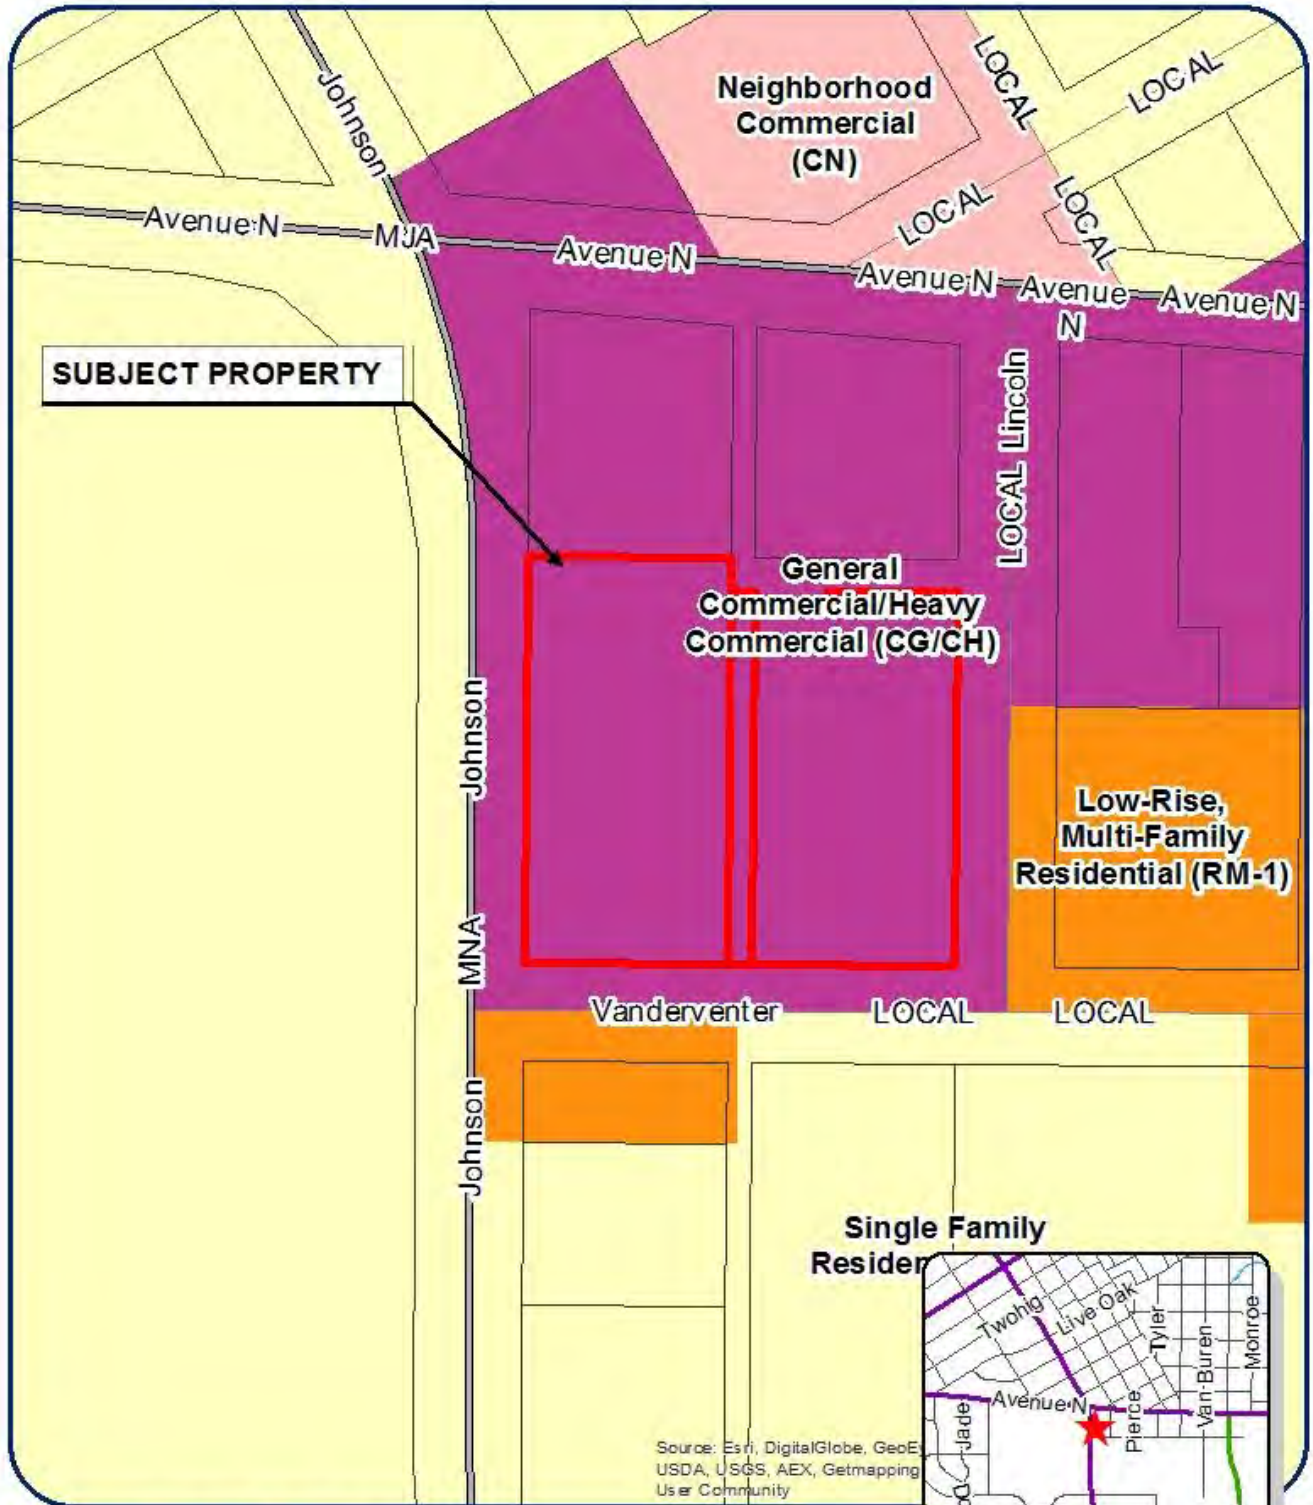 Johnson
LOCAL
LOCAL
Neighborhood
Commercial
(CN)
LOCAL
LOCAL
Avenue N
MJA
Avenue N
Avenue N
Avenue
N
Avenue N
SUBJECT PROPERTY
LOCAL Lincoln
General
Commercial/Heavy
Commercial (CG/CH)
Johnson
Low-Rise,
Multi-Family
Residential (RM-1)
MNA
Vanderventer
LOCAL
LOCAL
Johnson
Single Family
Twohig
Live Oak
Tyler
Van Buren
Monroe
Avenue N
Jade
Pierce
Source: Esri, DigitalGlobe,
USDA, USGS, AEX, Getmapping
User Community